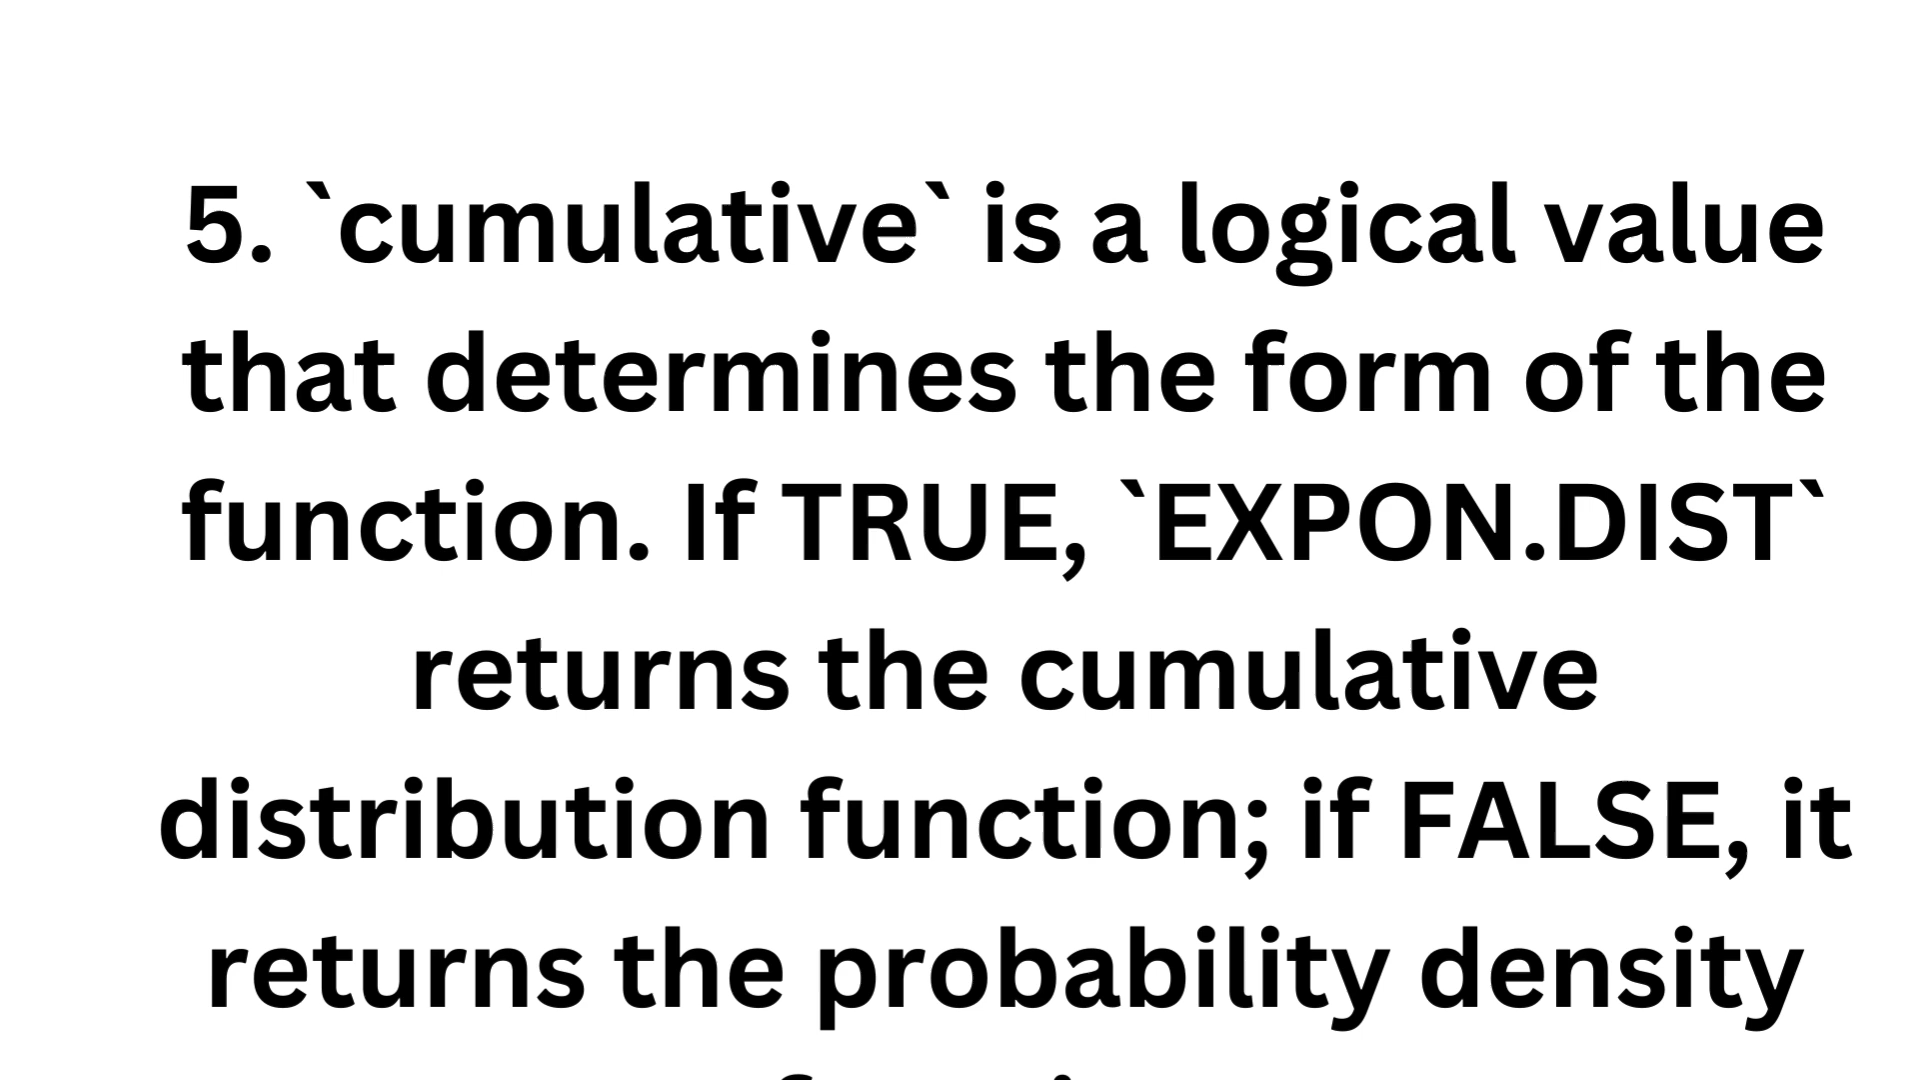 5. `cumulative` is a logical value
that determines the form of the
function. If TRUE, `EXPON.DIST`
returns the cumulative
distribution function; if FALSE, it
returns the probability density